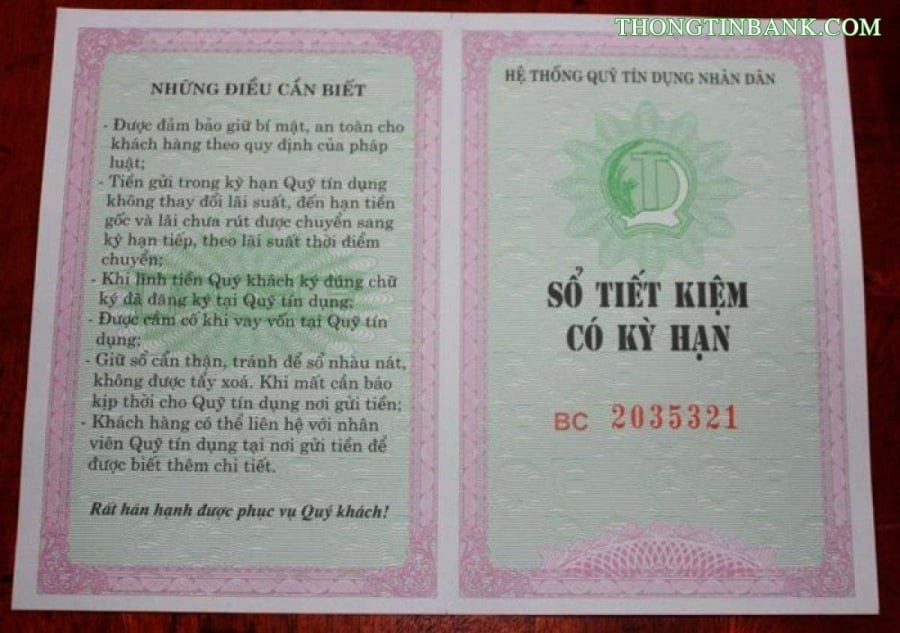 THONGTINBANK.COM
NHỮNG ĐIỀU CẦN BIẾT
- Được đảm bảo giữ bí mật, an toàn cho
khách hàng theo quy định của pháp
luật;
- Tiền gửi trong kỳ hạn Quỹ tín dụng
không thay đổi lãi suất, đến hạn tiền
gốc và lãi chưa rút được chuyển sang
kỳ hạn tiếp, theo lãi suất thời điểm
chuyển;
- Khi lĩnh tiền Quý khách ký đúng chữ
ký đã đăng ký tại Quỹ tín dụng;
- Được cầm cố khi vay vốn tại Quỹ tín
dụng;
- Giữ sổ cẩn thận, tránh để sổ nhàu nát,
không được tẩy xoá. Khi mất cần báo
kịp thời cho Quỹ tín dụng nơi gửi tiền;
- Khách hàng có thể liên hệ với nhân
viên Quỹ tín dụng tại nơi gửi tiền để
được biết thêm chi tiết.
Rất hân hạnh được phục vụ Quý khách!
HỆ THỐNG QUỸ TÍN DỤNG NHÂN DÂN
SỔ TIẾT KIỆM
CÓ KỲ HẠN
BC 2035321